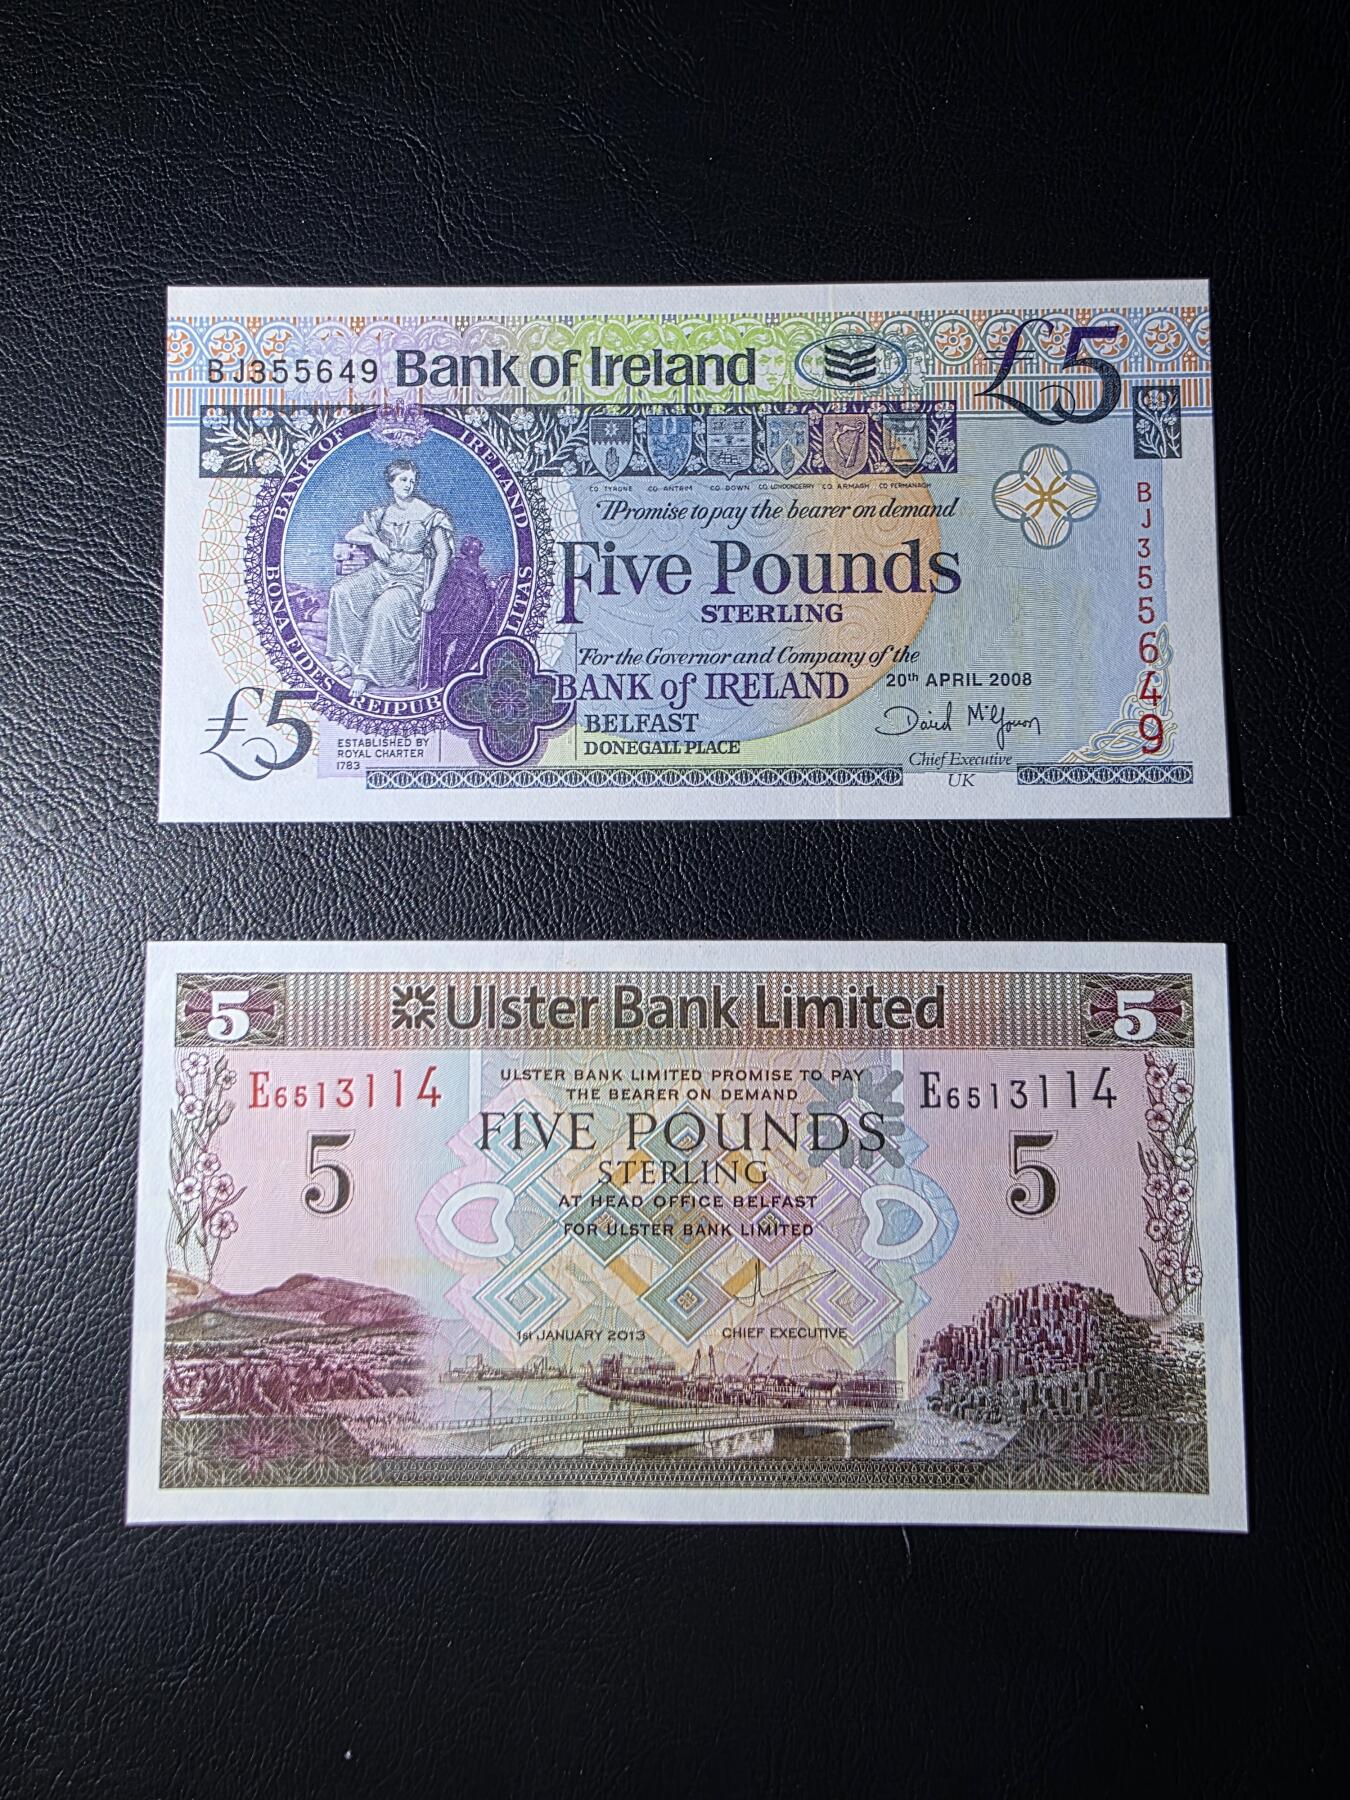 BJ355649 Bank of Ireland £5
BANK OF IRELAND
BONA FIDES REIPUB LITAS
CO TYRONE CO ANTRIM CO DOWN CO LONDONDERRY CO ARMAGH CO FERMANAGH
I Promise to pay the bearer on demand
Five Pounds
STERLING
For the Governor and Company of the
BANK of IRELAND
20th APRIL 2008
BELFAST
DONEGALL PLACE
David McGowan
Chief Executive
UK
£5
ESTABLISHED BY
ROYAL CHARTER
1783
BJ355649
5 Ulster Bank Limited 5
E6513114
ULSTER BANK LIMITED PROMISE TO PAY
THE BEARER ON DEMAND
E6513114
5
FIVE POUNDS
STERLING
5
AT HEAD OFFICE BELFAST
FOR ULSTER BANK LIMITED
1st JANUARY 2013 CHIEF EXECUTIVE